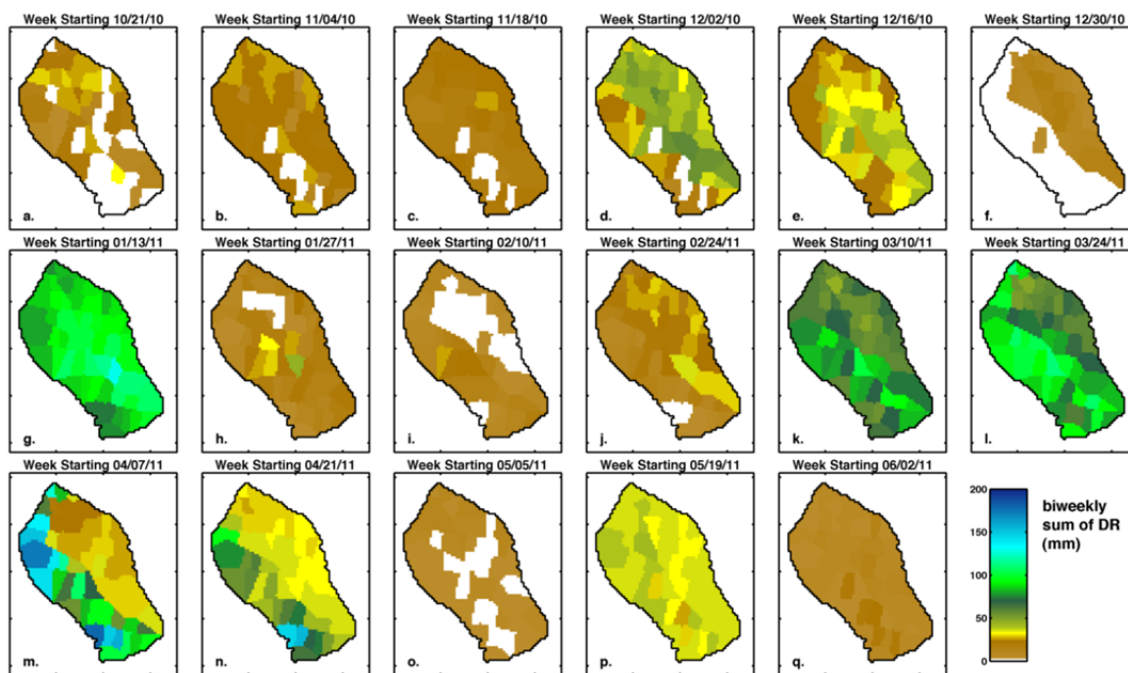 Week Starting 10/21/10
Week Starting 11/04/10
Week Starting 11/18/10
Week Starting 12/02/10
Week Starting 12/16/10
Week Starting 12/30/10
a.
b.
c.
d.
e.
f.
Week Starting 01/13/11
Week Starting 01/27/11
Week Starting 02/10/11
Week Starting 02/24/11
Week Starting 03/10/11
Week Starting 03/24/11
g.
h.
i.
j.
k.
l.
Week Starting 04/07/11
Week Starting 04/21/11
Week Starting 05/05/11
Week Starting 05/19/11
Week Starting 06/02/11
m.
n.
o.
p.
q.
200
150
100
50
0
biweekly
sum of DR
(mm)